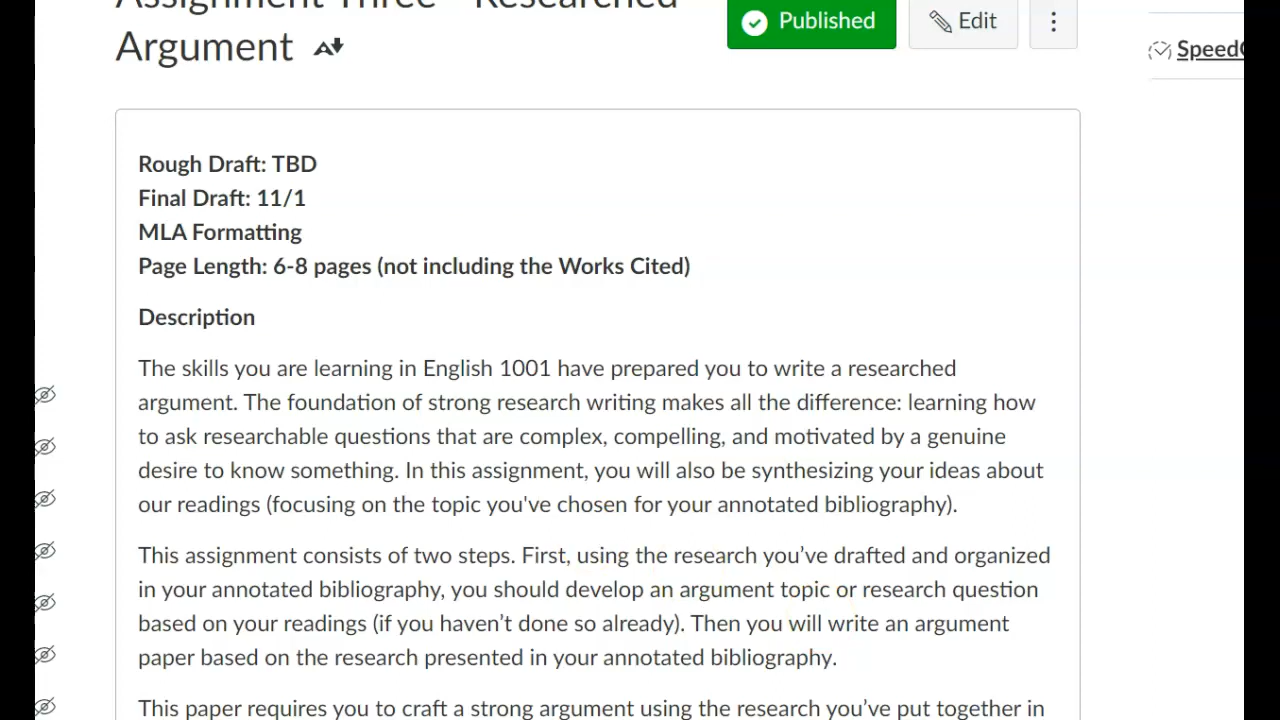 Assignment Three - Researched
Argument
Published
Edit
Speed
Rough Draft: TBD
Final Draft: 11/1
MLA Formatting
Page Length: 6-8 pages (not including the Works Cited)
Description
The skills you are learning in English 1001 have prepared you to write a researched
argument. The foundation of strong research writing makes all the difference: learning how
to ask researchable questions that are complex, compelling, and motivated by a genuine
desire to know something. In this assignment, you will also be synthesizing your ideas about
our readings (focusing on the topic you've chosen for your annotated bibliography).
This assignment consists of two steps. First, using the research you’ve drafted and organized
in your annotated bibliography, you should develop an argument topic or research question
based on your readings (if you haven’t done so already). Then you will write an argument
paper based on the research presented in your annotated bibliography.
This paper requires you to craft a strong argument using the research you’ve put together in